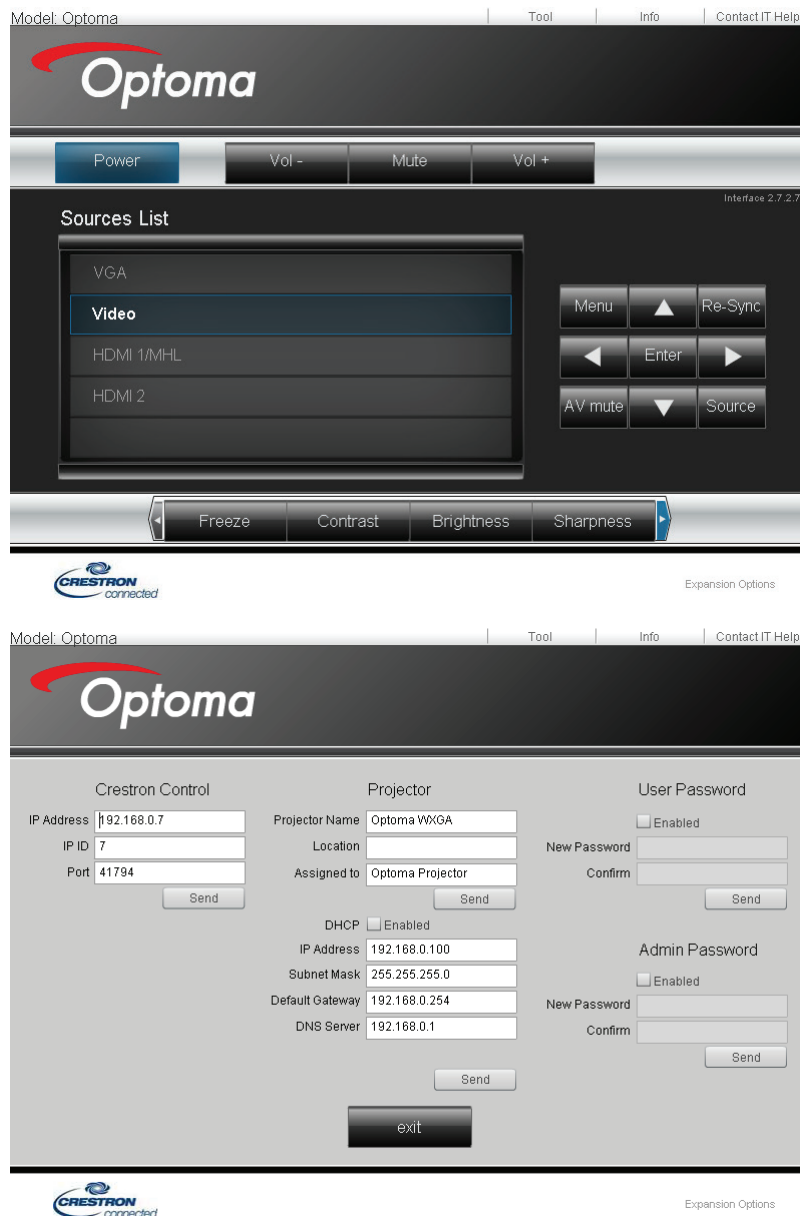 Model: Optoma Tool Info Contact IT Help
Optoma
Power Vol - Mute Vol +
Interface 2.7.2.7
Sources List
VGA
Video
HDMI 1/MHL
HDMI 2
Menu Re-Sync
Enter
AV mute Source
Freeze Contrast Brightness Sharpness
CRESTRON
connected
Expansion Options
Model: Optoma Tool Info Contact IT Help
Optoma
Crestron Control
IP Address 192.168.0.7
IP ID 7
Port 41794
Send
Projector
Projector Name Optoma WXGA
Location
Assigned to Optoma Projector
Send
DHCP Enabled
IP Address 192.168.0.100
Subnet Mask 255.255.255.0
Default Gateway 192.168.0.254
DNS Server 192.168.0.1
Send
User Password
Enabled
New Password
Confirm
Send
Admin Password
Enabled
New Password
Confirm
Send
exit
CRESTRON
connected
Expansion Options